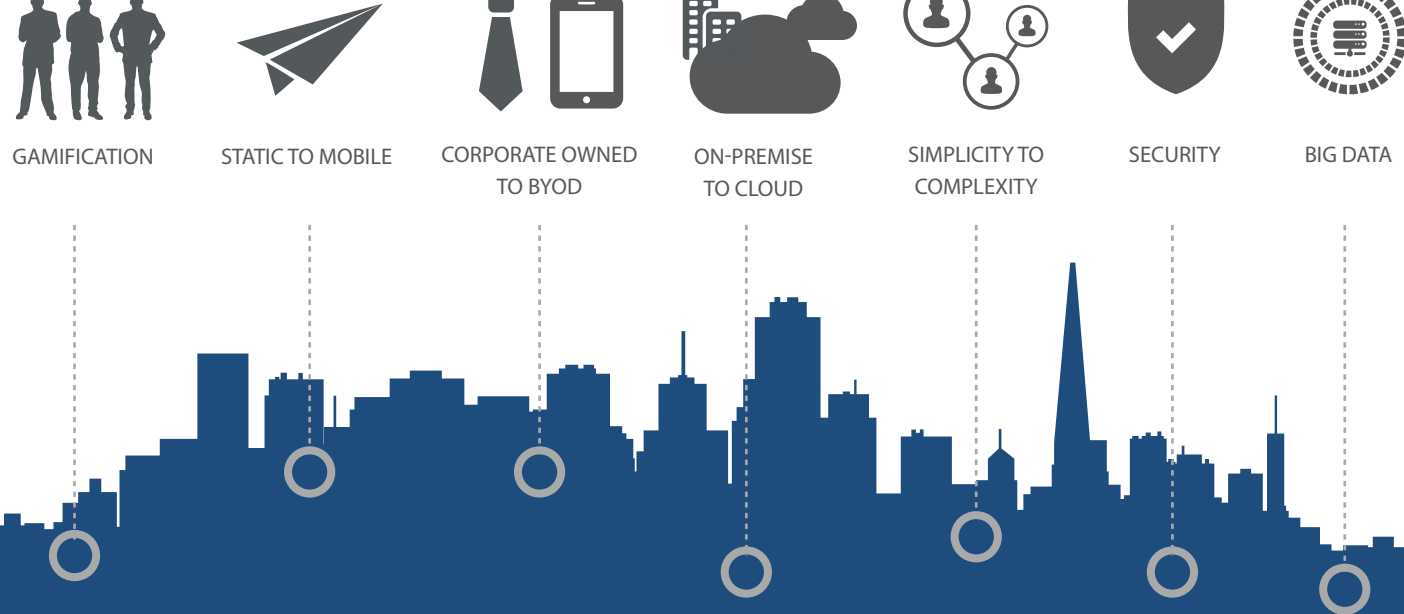 GAMIFICATION
STATIC TO MOBILE
CORPORATE OWNED
TO BYOD
ON-PREMISE
TO CLOUD
SIMPLICITY TO
COMPLEXITY
SECURITY
BIG DATA